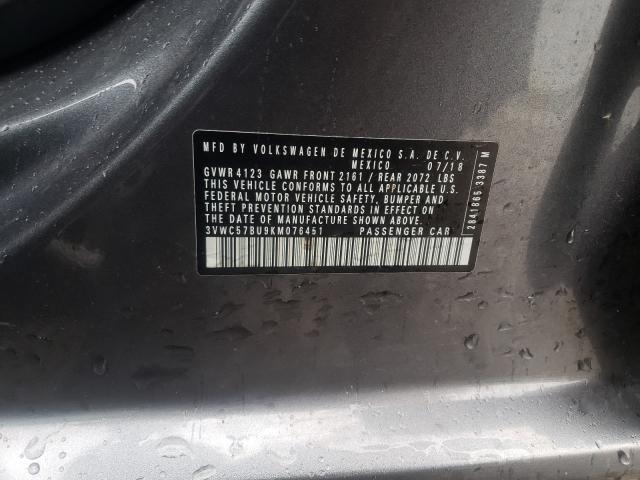 MFD BY VOLKSWAGEN DE MEXICO S.A. DE C.V.
MEXICO 07/18
GVWR 4123 GAWR FRONT 2161 / REAR 2072 LBS
THIS VEHICLE CONFORMS TO ALL APPLICABLE U.S.
FEDERAL MOTOR VEHICLE SAFETY, BUMPER AND
THEFT PREVENTION STANDARDS IN EFFECT ON
THE DATE OF MANUFACTURE SHOWN ABOVE.
3VWC57BU9KM076451 PASSENGER CAR
2841865 3387 M